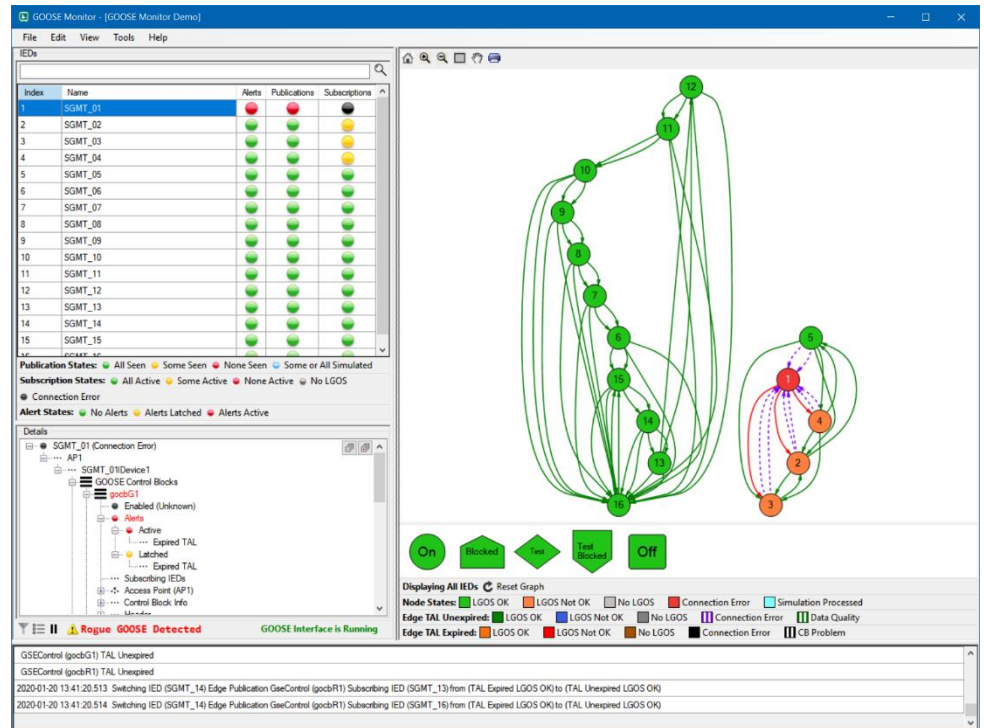 GOOSE Monitor - [GOOSE Monitor Demo]
File Edit View Tools Help
IEDs
Index Name Alerts Publications Subscriptions
1 SGMT_01
2 SGMT_02
3 SGMT_03
4 SGMT_04
5 SGMT_05
6 SGMT_06
7 SGMT_07
8 SGMT_08
9 SGMT_09
10 SGMT_10
11 SGMT_11
12 SGMT_12
13 SGMT_13
14 SGMT_14
15 SGMT_15
Publication States: All Seen Some Seen None Seen Some or All Simulated
Subscription States: All Active Some Active None Active No LGOS
Connection Error
Alert States: No Alerts Alerts Latched Alerts Active
Details
SGMT_01 (Connection Error)
AP1
SGMT_01IDevice1
GOOSE Control Blocks
gocbG1
Enabled (Unknown)
Alerts
Active
Expired TAL
Latched
Expired TAL
Subscribing IEDs
Access Point (AP1)
Control Block Info
Header
Rogue GOOSE Detected GOOSE Interface is Running
12
11
10
9
8
7
6
15
14
13
16
5
1
4
2
3
On Blocked Test Test Blocked Off
Displaying All IEDs Reset Graph
Node States: LGOS OK LGOS Not OK No LGOS Connection Error Simulation Processed
Edge TAL Unexpired: LGOS OK LGOS Not OK No LGOS Connection Error Data Quality
Edge TAL Expired: LGOS OK LGOS Not OK No LGOS Connection Error CB Problem
GSEControl (gocbG1) TAL Unexpired
GSEControl (gocbR1) TAL Unexpired
2020-01-20 13:41:20.513 Switching IED (SGMT_14) Edge Publication GseControl (gocbR1) Subscribing IED (SGMT_13) from (TAL Expired LGOS OK) to (TAL Unexpired LGOS OK)
2020-01-20 13:41:20.514 Switching IED (SGMT_14) Edge Publication GseControl (gocbR1) Subscribing IED (SGMT_16) from (TAL Expired LGOS OK) to (TAL Unexpired LGOS OK)